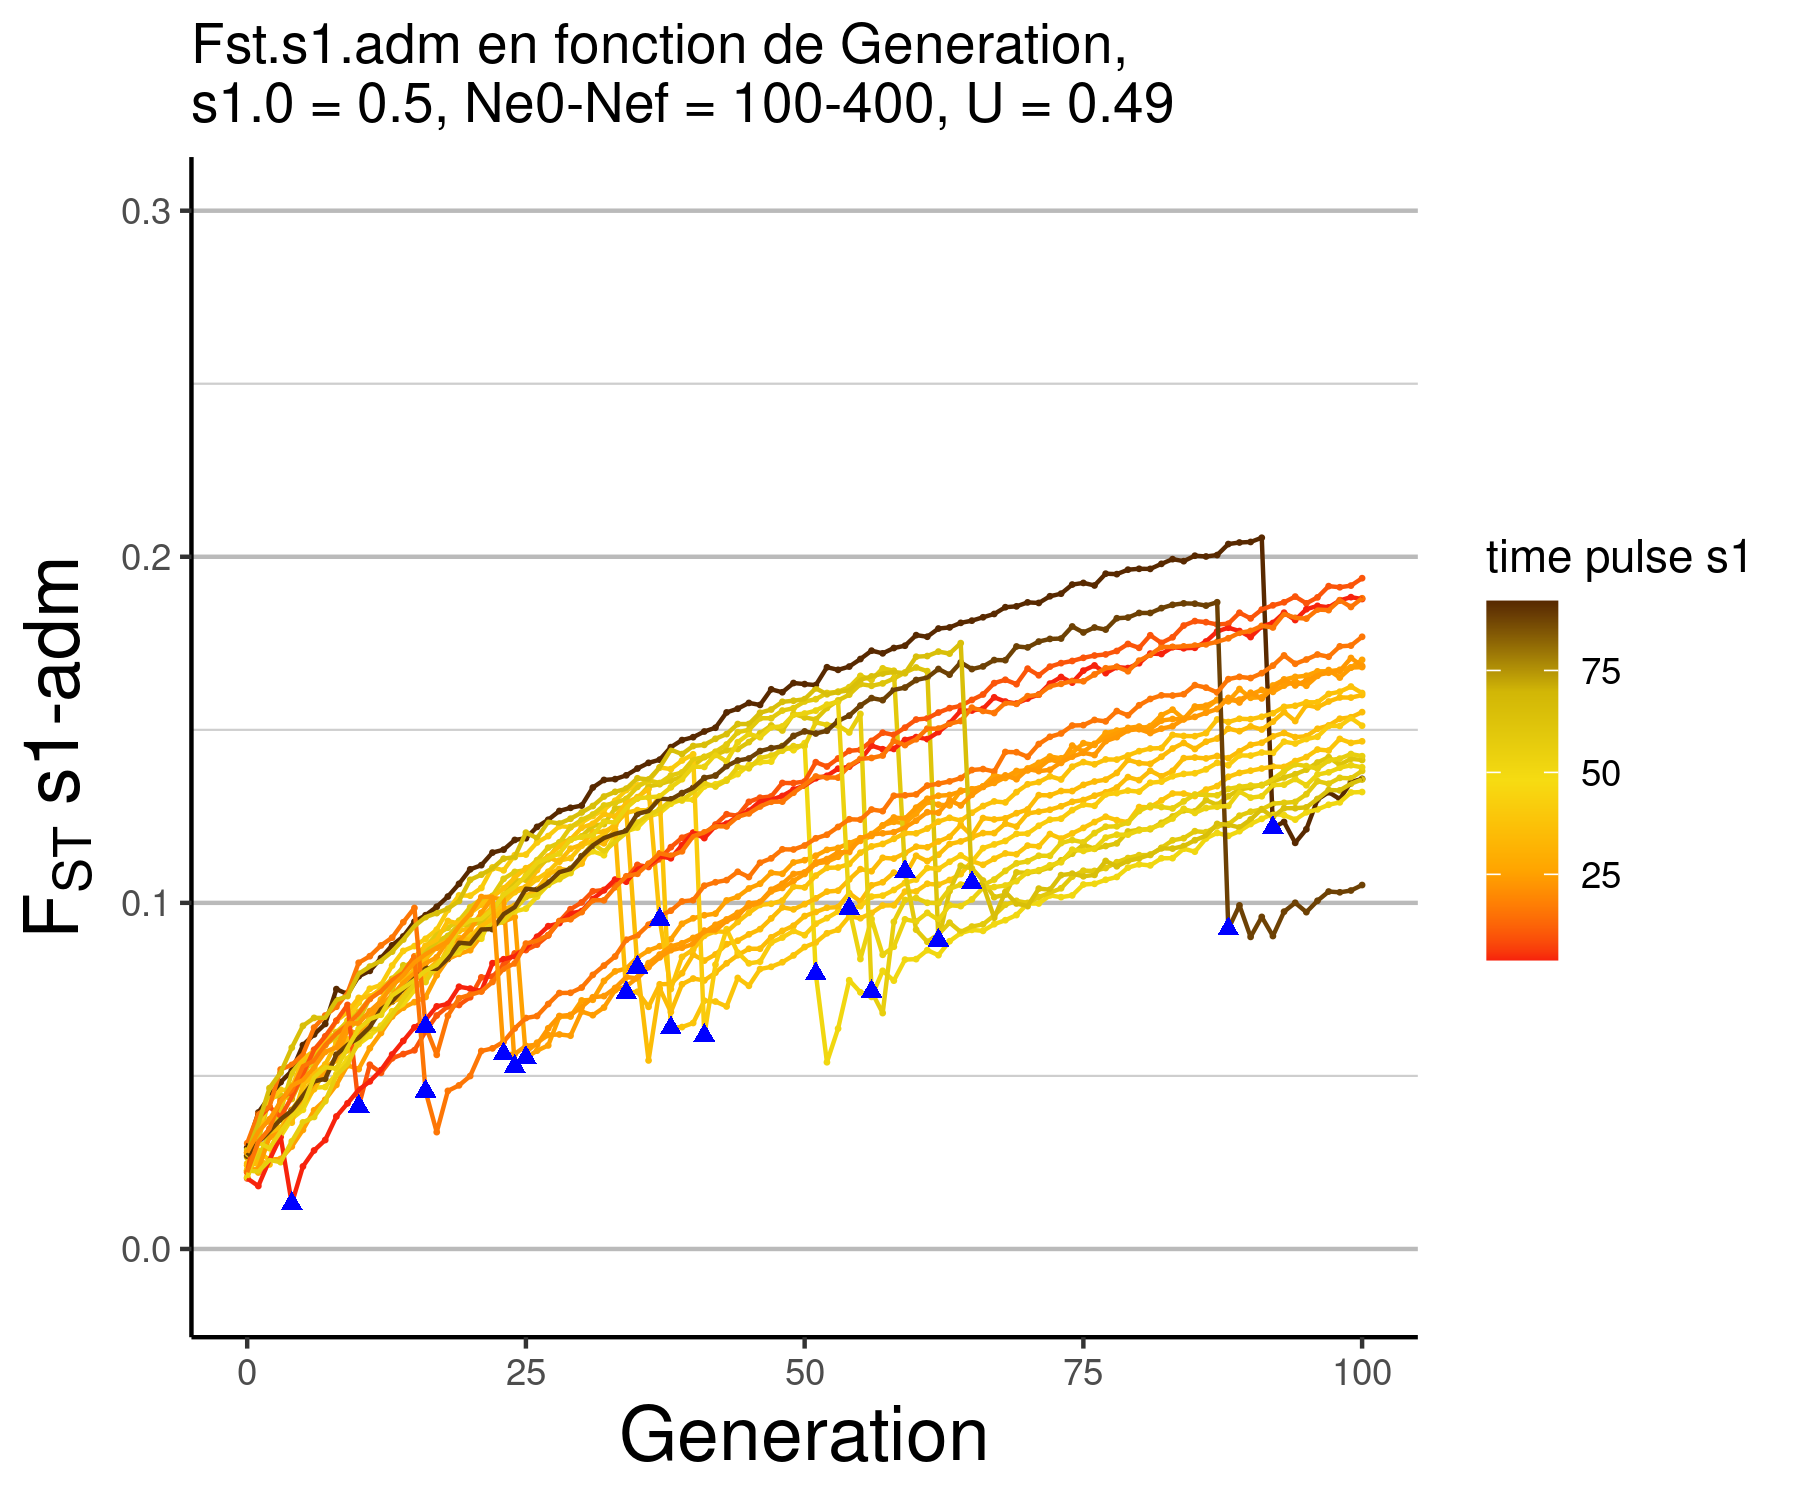 Fst.s1.adm en fonction de Generation,
s1.0 = 0.5, Ne0-Nef = 100-400, U = 0.49
FST s1-adm
0.3
0.2
0.1
0.0
0 25 50 75 100
Generation
time pulse s1
75
50
25